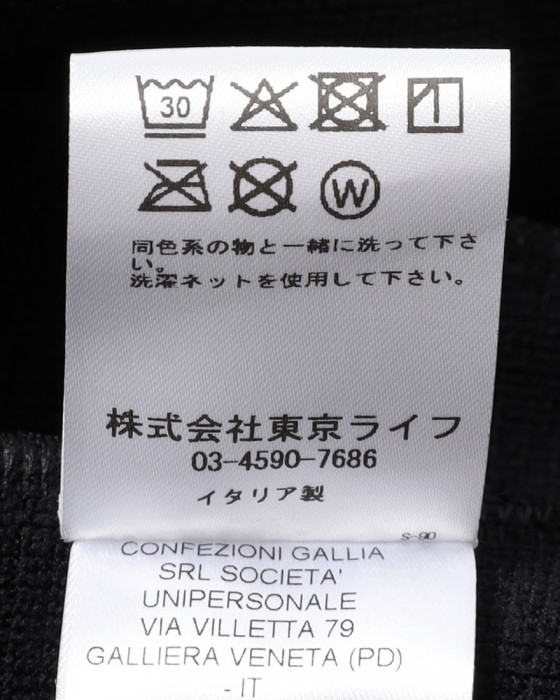 30
W
同色系の物と一緒に洗って下さ
い。
洗濯ネットを使用して下さい。
株式会社東京ライフ
03-4590-7686
イタリア製
S-90
CONFEZIONI GALLIA
SRL SOCIETA'
UNIPERSONALE
VIA VILLETTA 79
GALLIERA VENETA (PD)
- IT